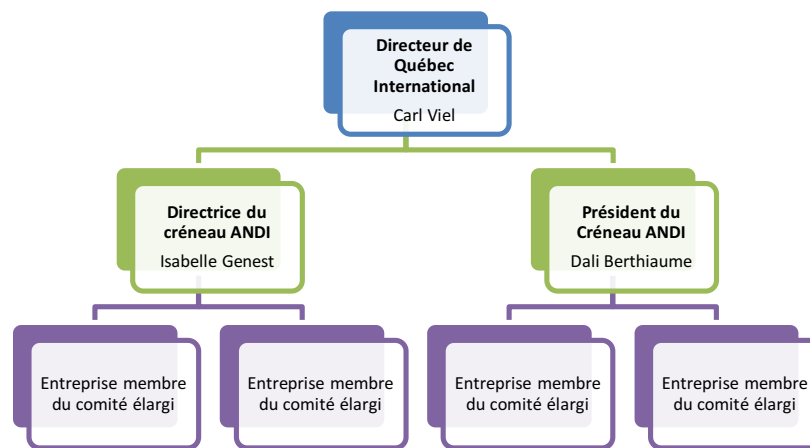 Directeur de
Québec
International
Carl Viel
Directrice du
créneau ANDI
Isabelle Genest
Président du
Créneau ANDI
Dali Berthiaume
Entreprise membre
du comité élargi
Entreprise membre
du comité élargi
Entreprise membre
du comité élargi
Entreprise membre
du comité élargi